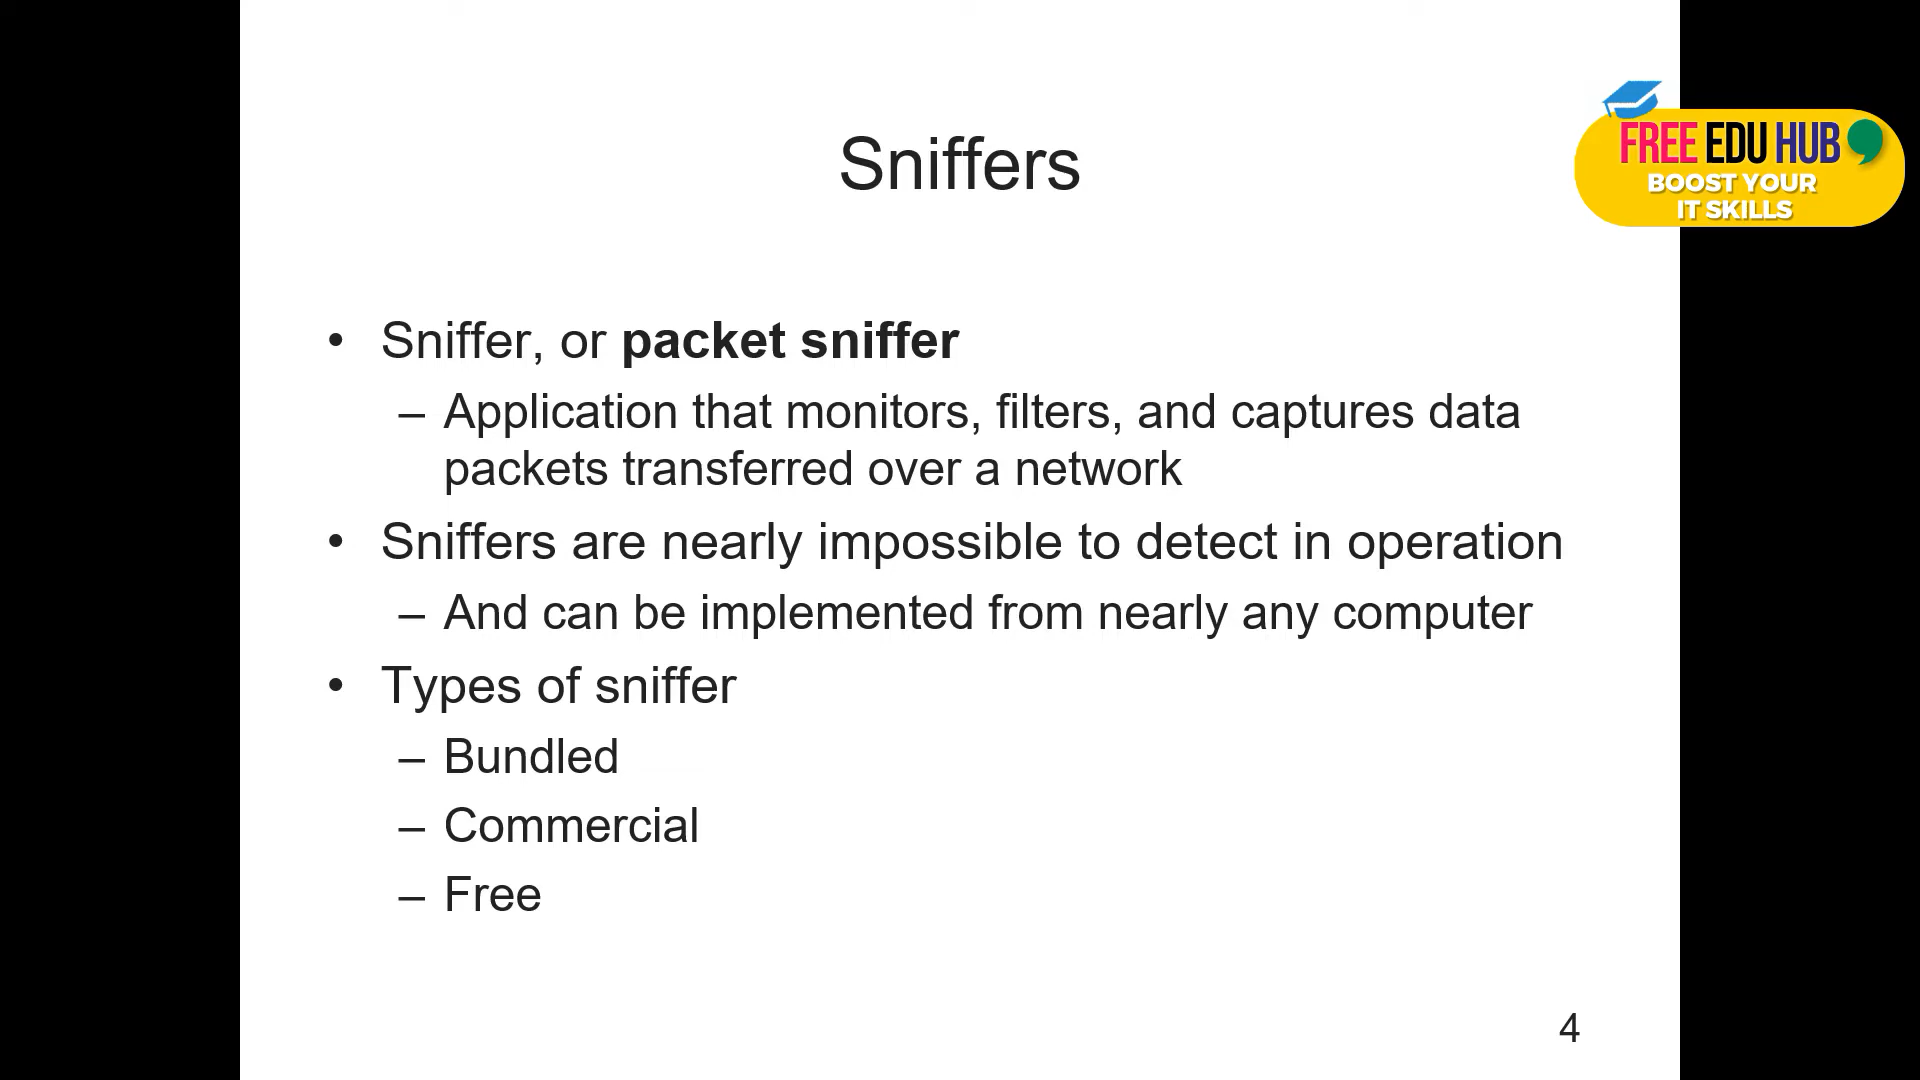 Sniffers
FREE EDU HUB
BOOST YOUR
IT SKILLS
• Sniffer, or packet sniffer
– Application that monitors, filters, and captures data
packets transferred over a network
• Sniffers are nearly impossible to detect in operation
– And can be implemented from nearly any computer
• Types of sniffer
– Bundled
– Commercial
– Free
4